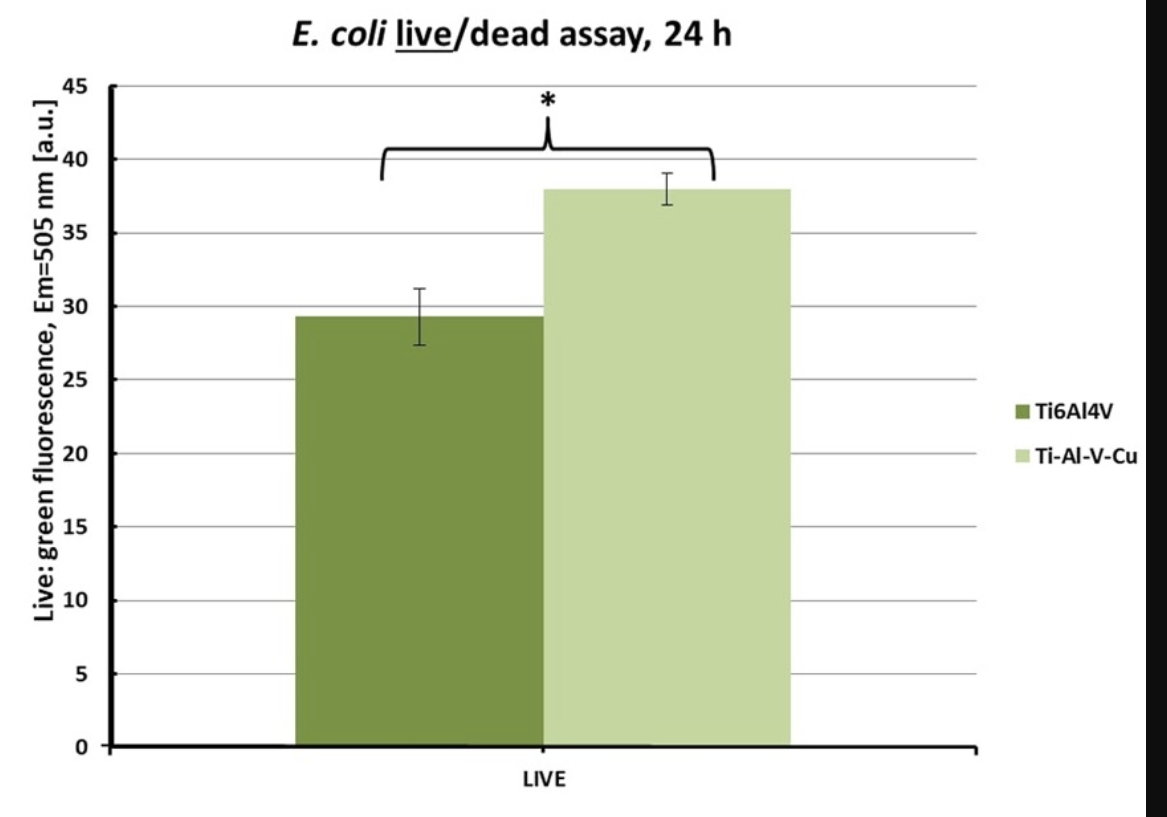 E. coli live/dead assay, 24 h
Live: green fluorescence, Em=505 nm [a.u.]
45
40
35
30
25
20
15
10
5
0
*
LIVE
Ti6Al4V
Ti-Al-V-Cu